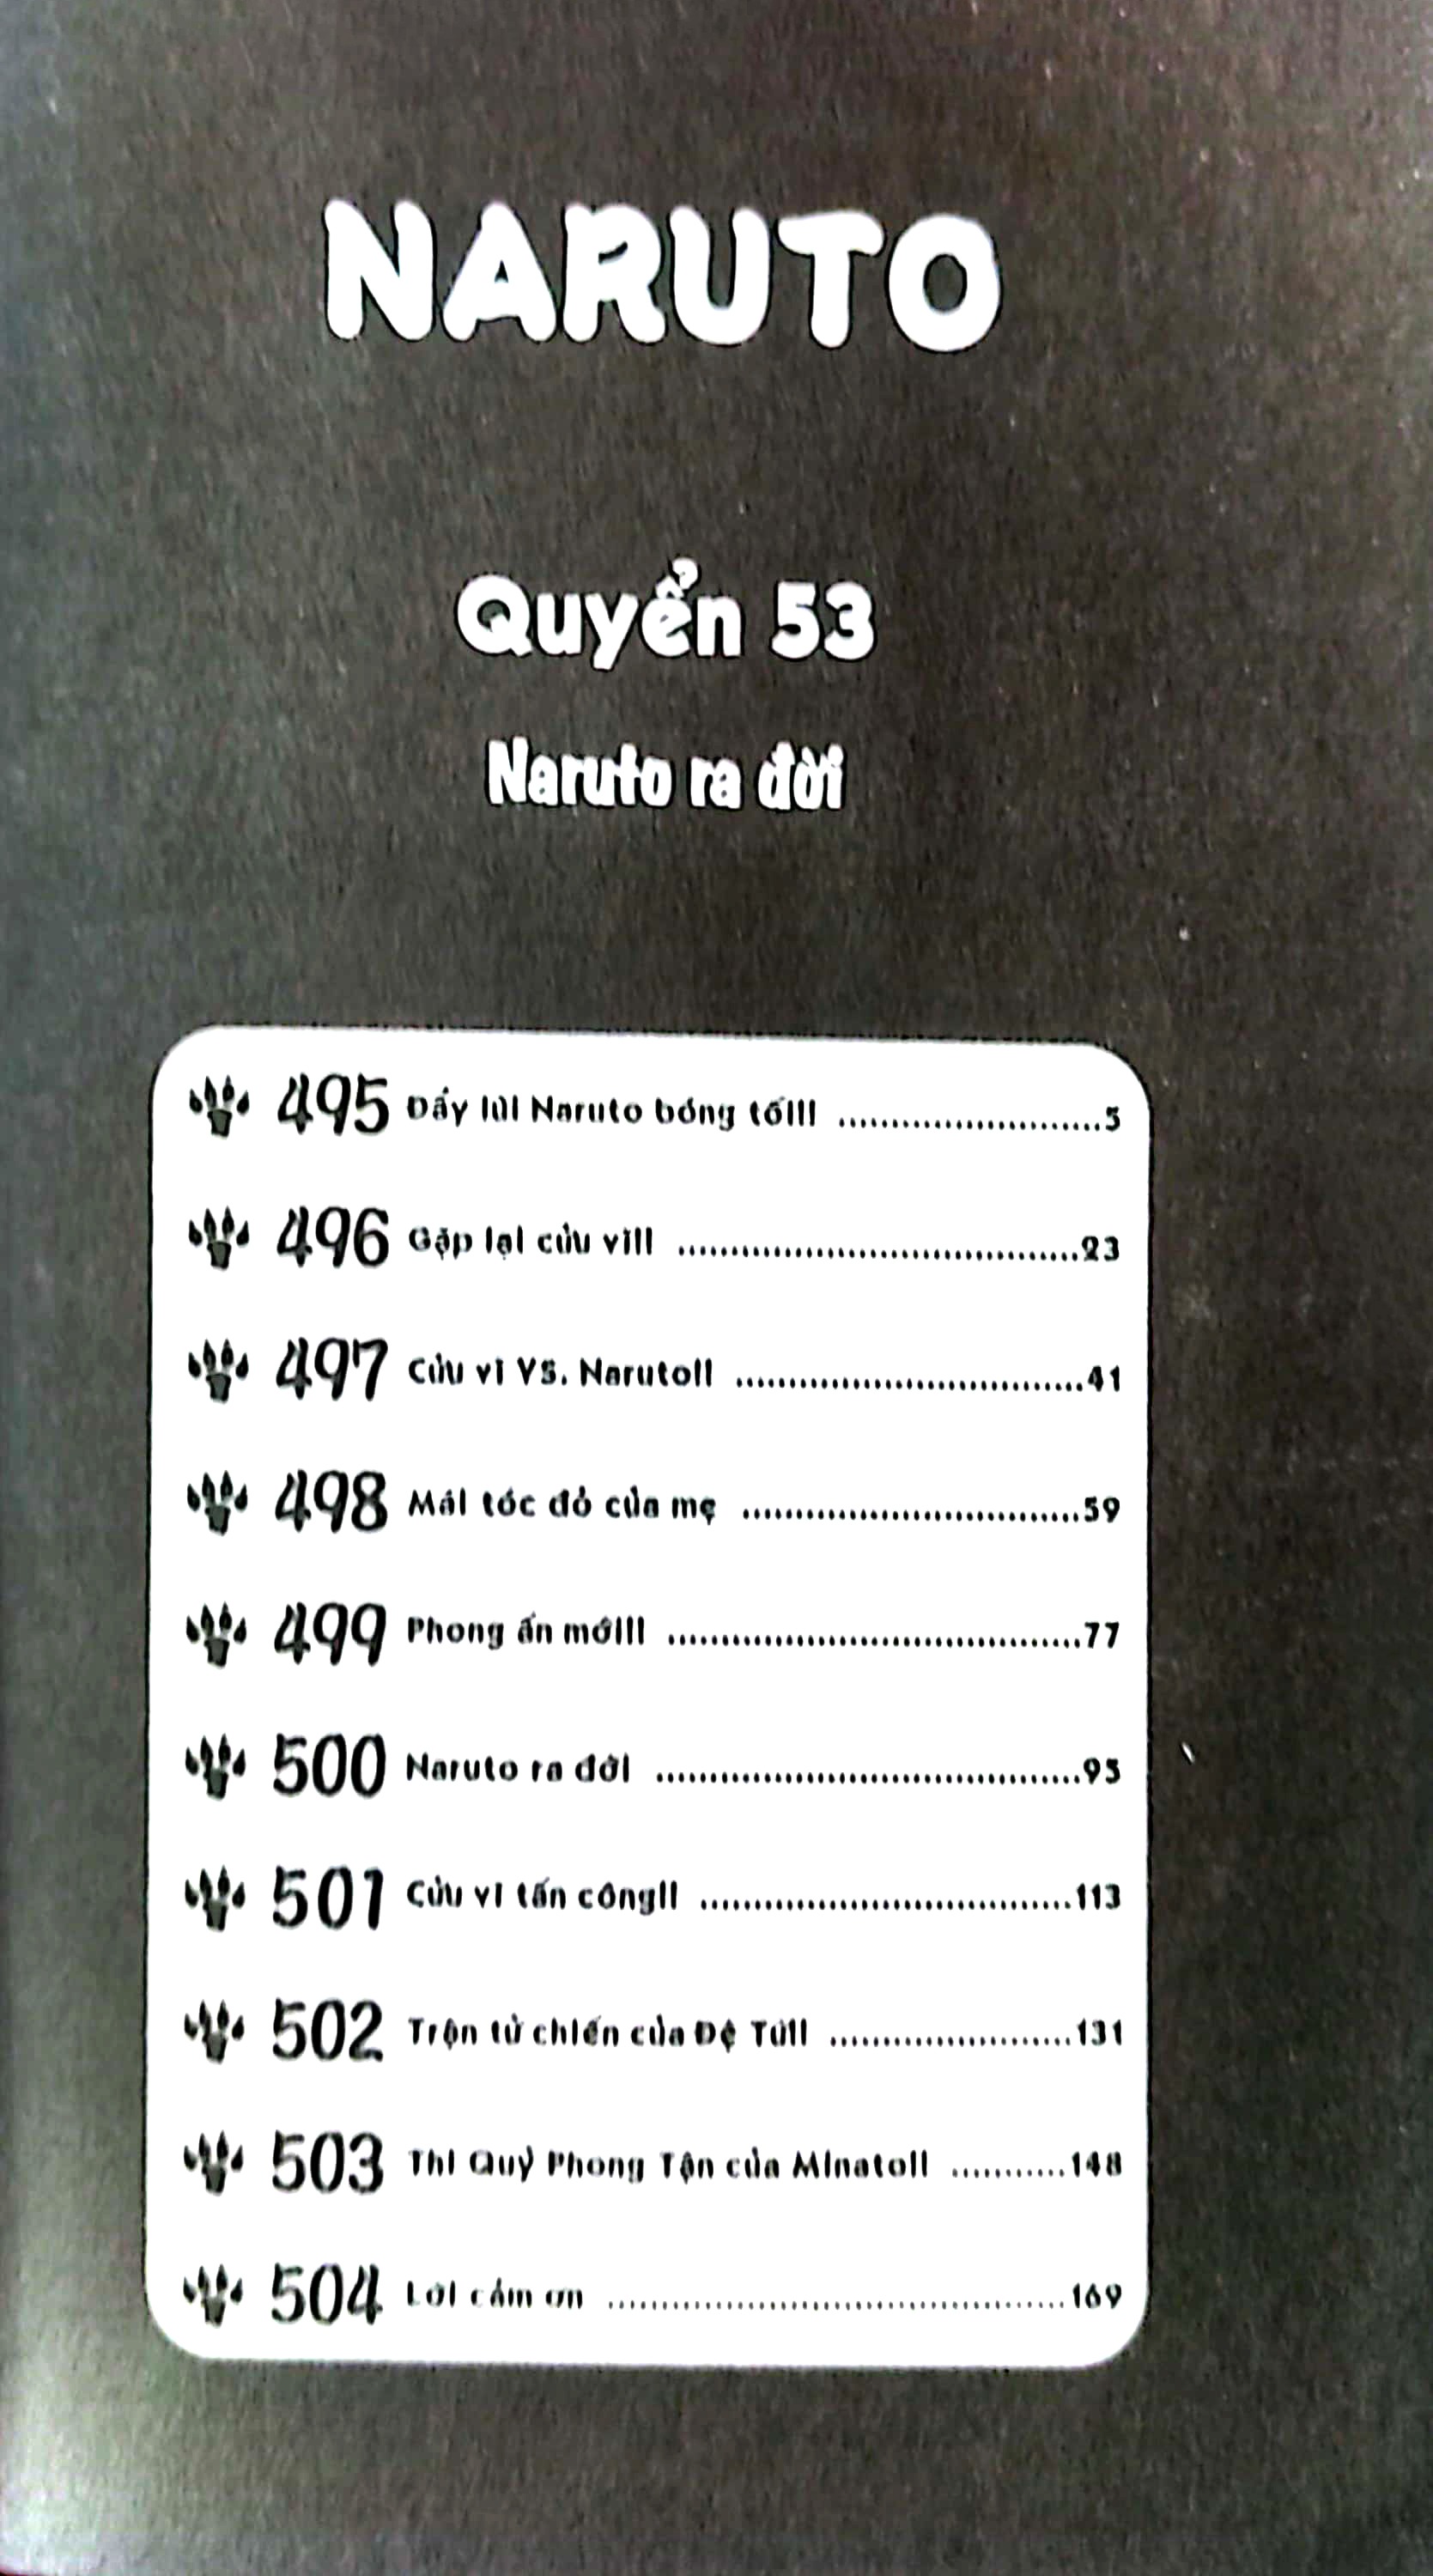 NARUTO
Quyển 53
Naruto ra đời
495 Đẩy lùi Naruto bóng tối!! ........................5
496 Gặp lại cửu vĩ!! .....................................23
497 Cửu vĩ VS. Naruto!! ................................41
498 Mái tóc đỏ của mẹ ...............................59
499 Phong ấn mới!! ......................................77
500 Naruto ra đời .......................................95
501 Cửu vĩ tấn công!! ..................................113
502 Trận tử chiến của Đệ Tứ!! ......................131
503 Thi Quỷ Phong Tận của Minato!! ...........148
504 Lời cảm ơn ..........................................169